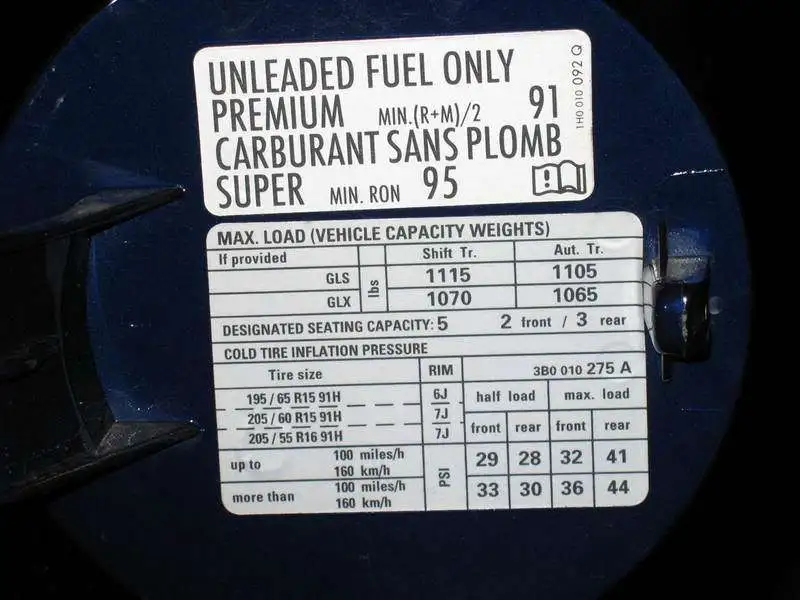 UNLEADED FUEL ONLY
PREMIUM MIN.(R+M)/2 91
CARBURANT SANS PLOMB
SUPER MIN. RON 95
1H0 010 092 Q
MAX. LOAD (VEHICLE CAPACITY WEIGHTS)
If provided Shift Tr. Aut. Tr.
GLS lbs 1115 1105
GLX 1070 1065
DESIGNATED SEATING CAPACITY: 5 2 front / 3 rear
COLD TIRE INFLATION PRESSURE
Tire size RIM 3B0 010 275 A
195 / 65 R15 91H 6J half load max. load
205 / 60 R15 91H 7J
205 / 55 R16 91H 7J front rear front rear
up to 100 miles/h 160 km/h PSI 29 28 32 41
more than 100 miles/h 160 km/h 33 30 36 44